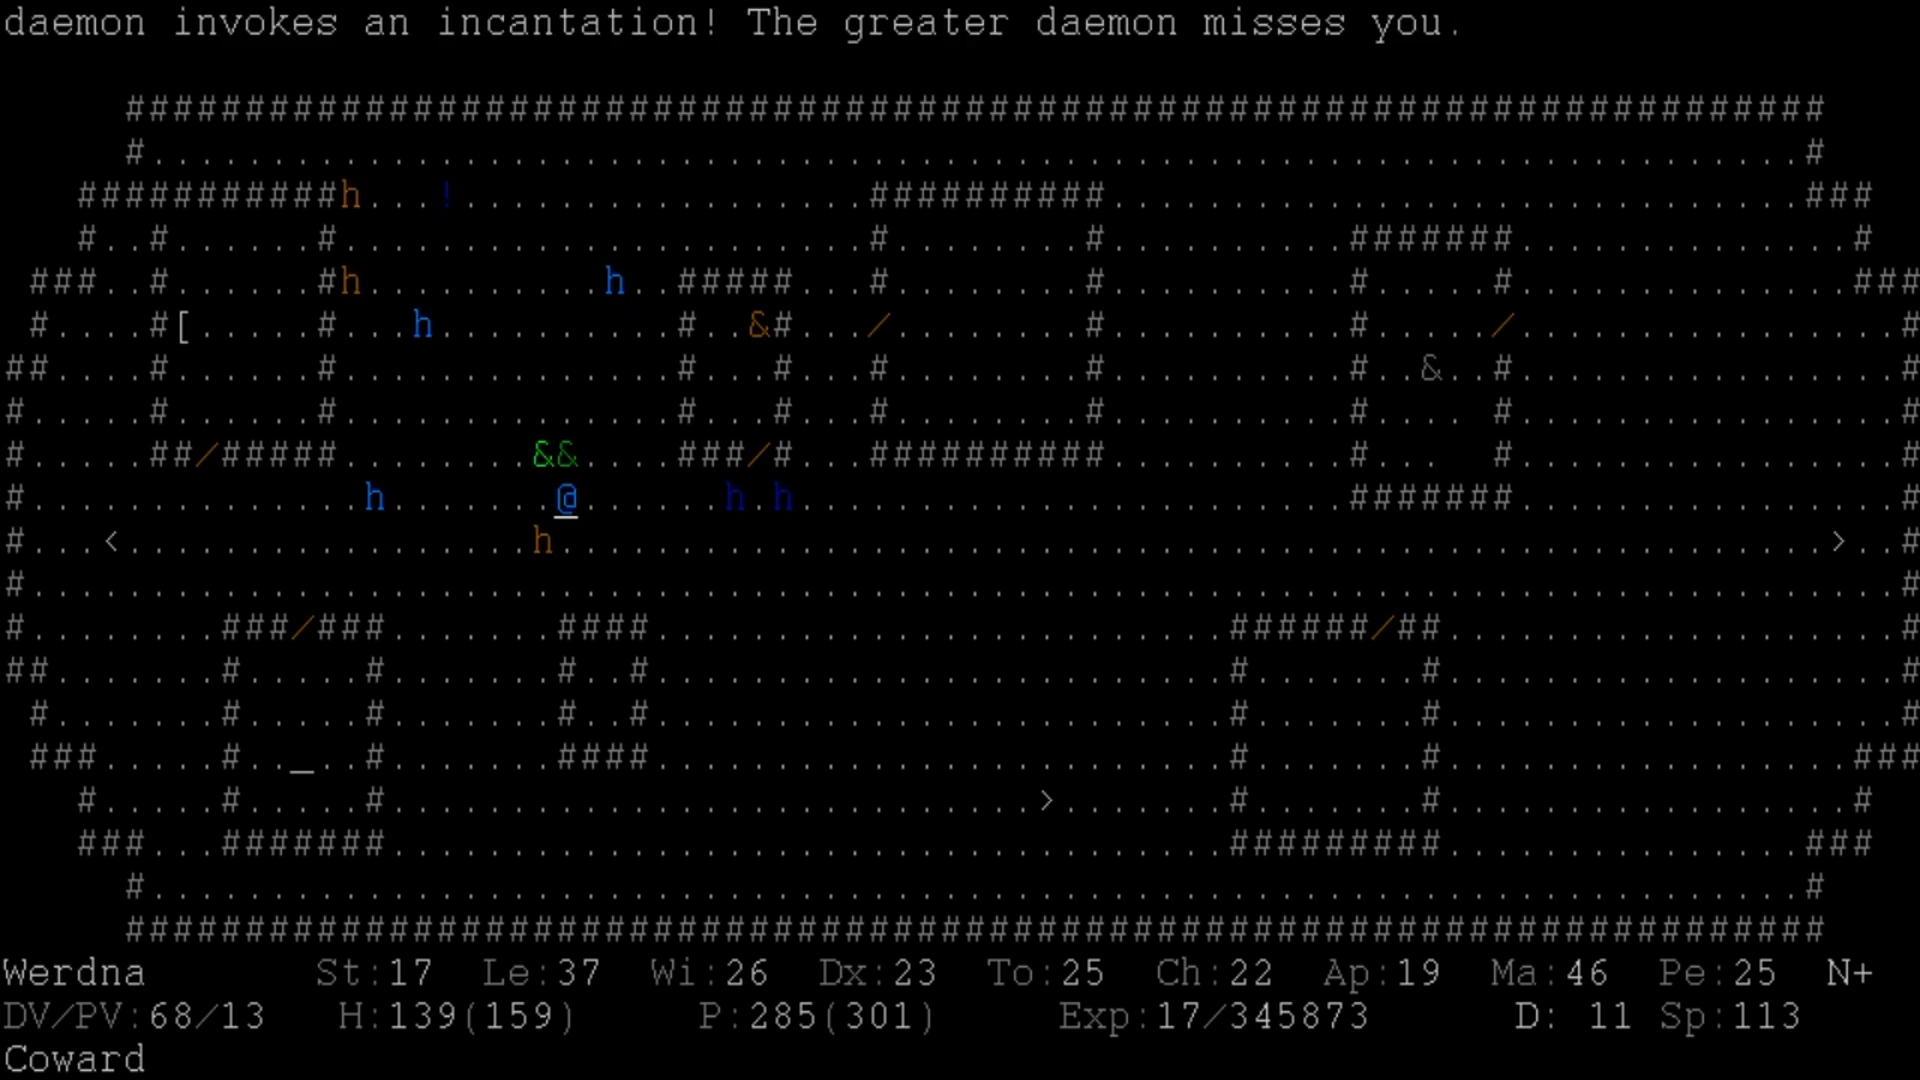 daemon invokes an incantation! The greater daemon misses you.
Werdna St:17 Le:37 Wi:26 Dx:23 To:25 Ch:22 Ap:19 Ma:46 Pe:25 N+
DV/PV:68/13 H:139(159) P:285(301) Exp:17/345873 D: 11 Sp:113
Coward